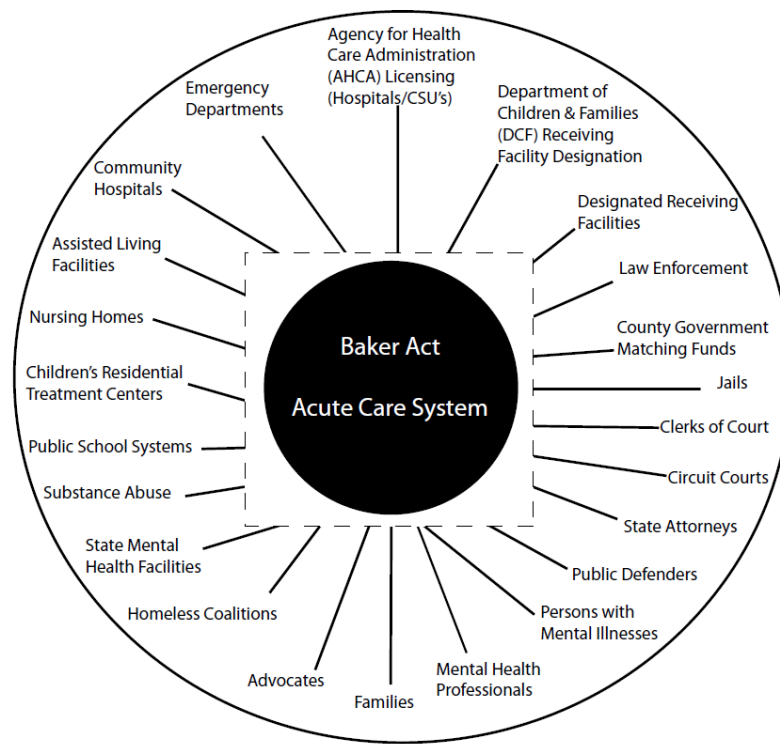 Agency for Health
Care Administration
(AHCA) Licensing
(Hospitals/CSU's)
Department of
Children & Families
(DCF) Receiving
Facility Designation
Designated Receiving
Facilities
Law Enforcement
County Government
Matching Funds
Jails
Clerks of Court
Circuit Courts
State Attorneys
Public Defenders
Persons with
Mental Illnesses
Mental Health
Professionals
Families
Advocates
Homeless Coalitions
State Mental
Health Facilities
Substance Abuse
Public School Systems
Children's Residential
Treatment Centers
Nursing Homes
Assisted Living
Facilities
Community
Hospitals
Emergency
Departments
Baker Act
Acute Care System